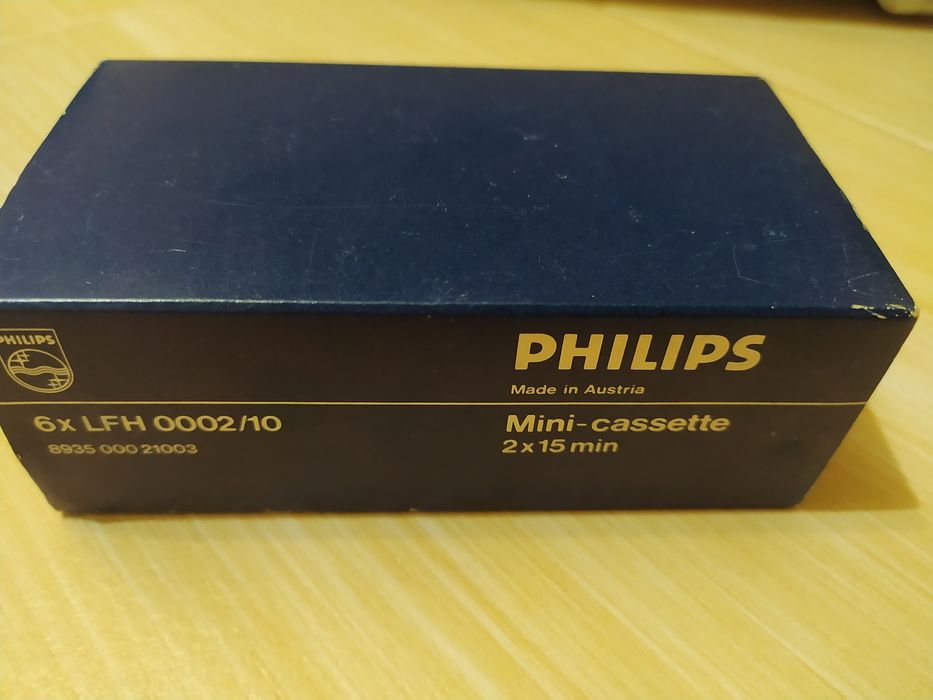 PHILIPS
6x LFH 0002/10
8935 000 21003
PHILIPS
Made in Austria
Mini-cassette
2x15 min